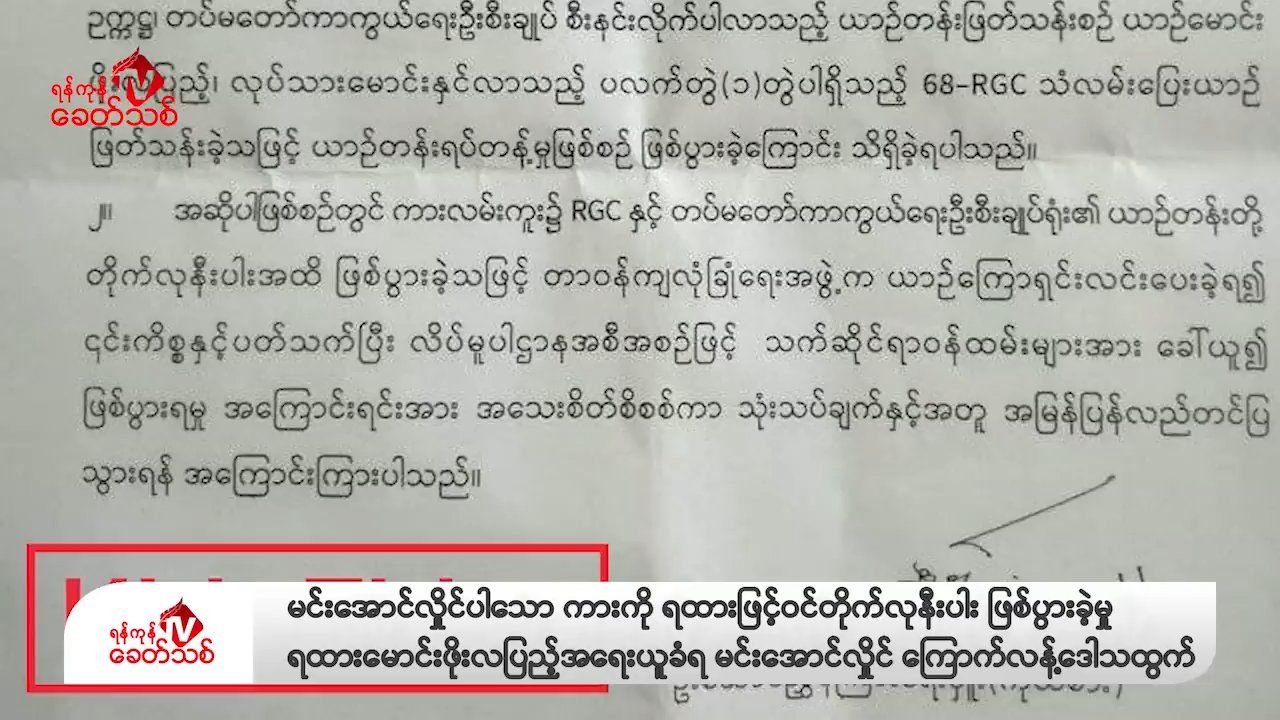 ဥက္ကဋ္ဌ၊ တပ်မတော်ကာကွယ်ရေးဦးစီးချုပ် စီးနင်းလိုက်ပါလာသည့် ယာဉ်တန်းဖြတ်သန်းစဉ် ယာဉ်မောင်း
ဖိုးလပြည့်၊ လုပ်သားမောင်းနှင်လာသည့် ပလက်တွဲ(၁)တွဲပါရှိသည့် 68-RGC သံလမ်းပြေးယာဉ်
ဖြတ်သန်းခဲ့သဖြင့် ယာဉ်တန်းရပ်တန့်မှုဖြစ်စဉ် ဖြစ်ပွားခဲ့ကြောင်း သိရှိခဲ့ရပါသည်။
၂။ အဆိုပါဖြစ်စဉ်တွင် ကားလမ်းကူး၌ RGC နှင့် တပ်မတော်ကာကွယ်ရေးဦးစီးချုပ်ရုံး၏ ယာဉ်တန်းတို့
တိုက်လုနီးပါးအထိ ဖြစ်ပွားခဲ့သဖြင့် တာဝန်ကျလုံခြုံရေးအဖွဲ့က ယာဉ်ကြောရှင်းလင်းပေးခဲ့ရ၍
၎င်းကိစ္စနှင့်ပတ်သက်ပြီး လိပ်မူပါဌာနအစီအစဉ်ဖြင့် သက်ဆိုင်ရာဝန်ထမ်းများအား ခေါ်ယူ၍
ဖြစ်ပွားရမှု အကြောင်းရင်းအား အသေးစိတ်စိစစ်ကာ သုံးသပ်ချက်နှင့်အတူ အမြန်ပြန်လည်တင်ပြ
သွားရန် အကြောင်းကြားပါသည်။
ရန်ကုန်
ခေတ်သစ်
TV
ရန်ကုန်
ခေတ်သစ်
TV
မင်းအောင်လှိုင်ပါသော ကားကို ရထားဖြင့်ဝင်တိုက်လုနီးပါး ဖြစ်ပွားခဲ့မှု
ရထားမောင်းဖိုးလပြည့်အရေးယူခံရ မင်းအောင်လှိုင် ကြောက်လန့်ဒေါသထွက်